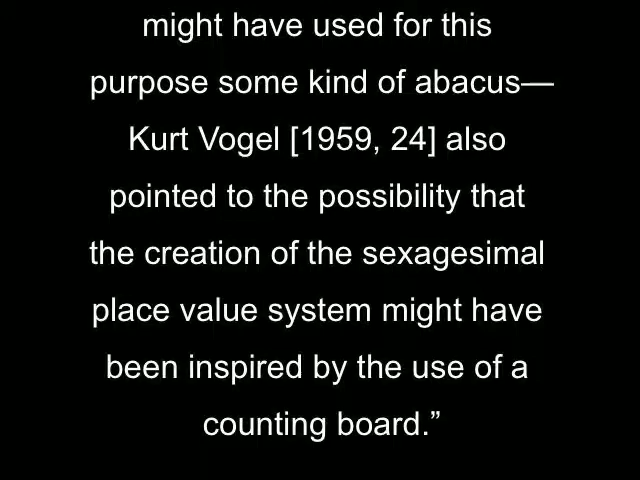 might have used for this
purpose some kind of abacus—
Kurt Vogel [1959, 24] also
pointed to the possibility that
the creation of the sexagesimal
place value system might have
been inspired by the use of a
counting board.”